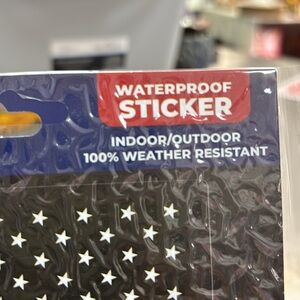 WATERPROOF
STICKER
INDOOR/OUTDOOR
100% WEATHER RESISTANT